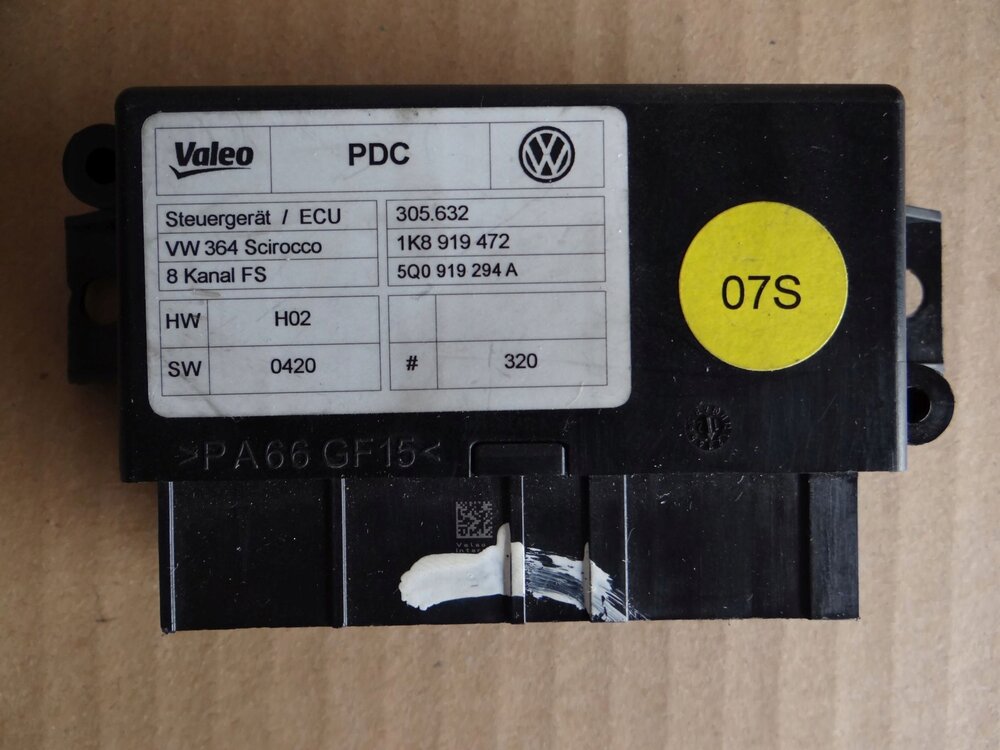 Valeo
PDC
Steuergerät / ECU
305.632
VW 364 Scirocco
1K8 919 472
8 Kanal FS
5Q0 919 294 A
HW
H02
SW
0420
#
320
07S
>PA66 GF15<
Valeo